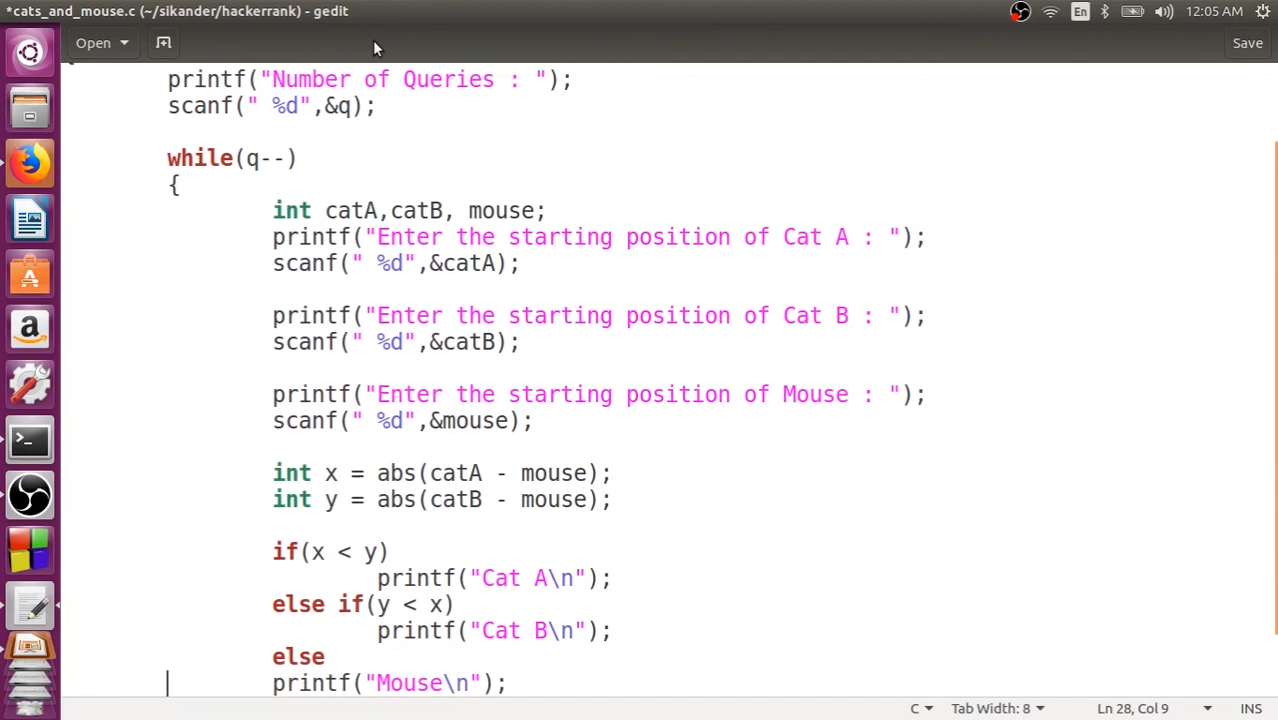 *cats_and_mouse.c (~/sikander/hackerrank) - gedit
En
12:05 AM
Open
Save
printf("Number of Queries : ");
scanf(" %d",&q);
while(q--)
{
int catA,catB, mouse;
printf("Enter the starting position of Cat A : ");
scanf(" %d",&catA);
printf("Enter the starting position of Cat B : ");
scanf(" %d",&catB);
printf("Enter the starting position of Mouse : ");
scanf(" %d",&mouse);
int x = abs(catA - mouse);
int y = abs(catB - mouse);
if(x < y)
printf("Cat A\n");
else if(y < x)
printf("Cat B\n");
else
printf("Mouse\n");
C
Tab Width: 8
Ln 28, Col 9
INS